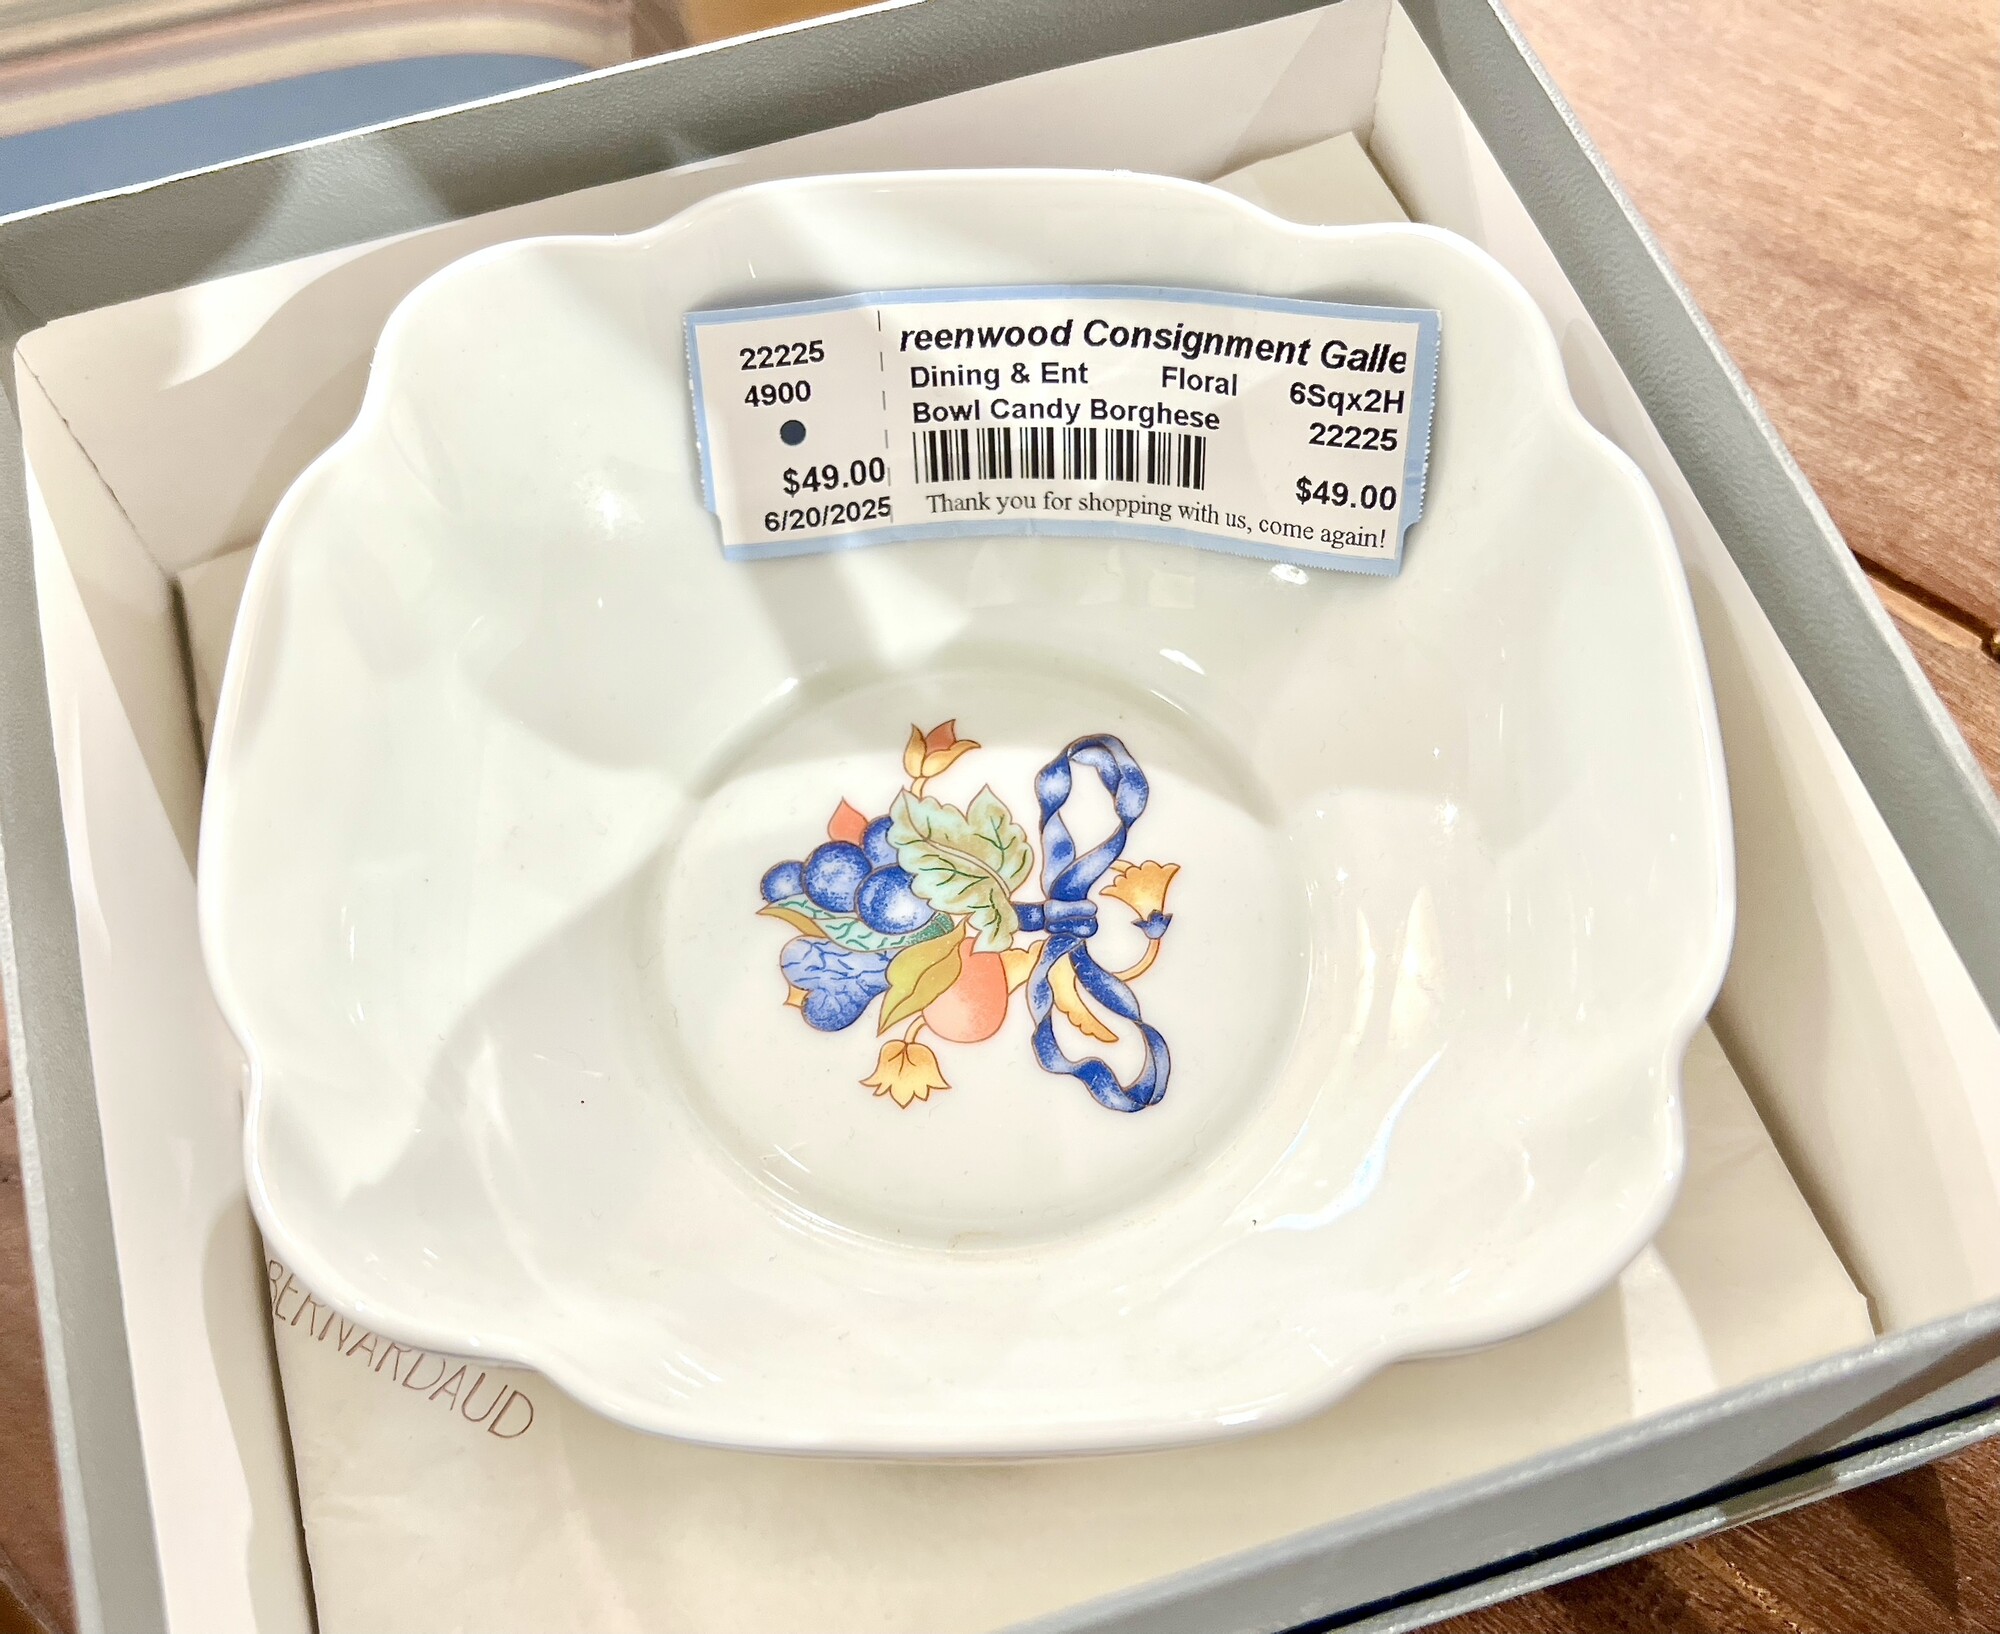 22225
4900
$49.00
6/20/2025
reenwood Consignment Galle
Dining & Ent Floral 6Sqx2H
Bowl Candy Borghese 22225
$49.00
Thank you for shopping with us, come again!
BERNARDAUD